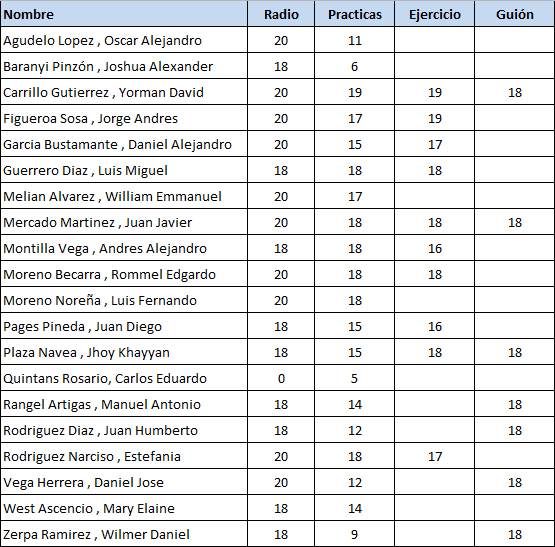 Nombre Radio Practicas Ejercicio Guión
Agudelo Lopez , Oscar Alejandro 20 11
Baranyi Pinzón , Joshua Alexander 18 6
Carrillo Gutierrez , Yorman David 20 19 19 18
Figueroa Sosa , Jorge Andres 20 17 19
Garcia Bustamante , Daniel Alejandro 20 15 17
Guerrero Diaz , Luis Miguel 18 18 18
Melian Alvarez , William Emmanuel 20 17
Mercado Martinez , Juan Javier 20 18 18 18
Montilla Vega , Andres Alejandro 18 18 16
Moreno Becarra , Rommel Edgardo 20 18 18
Moreno Noreña , Luis Fernando 20 18
Pages Pineda , Juan Diego 18 15 16
Plaza Navea , Jhoy Khayyan 18 15 18 18
Quintans Rosario, Carlos Eduardo 0 5
Rangel Artigas , Manuel Antonio 18 14 18
Rodriguez Diaz , Juan Humberto 18 12 18
Rodriguez Narciso , Estefania 20 18 17
Vega Herrera , Daniel Jose 20 12 18
West Ascencio , Mary Elaine 18 14
Zerpa Ramirez , Wilmer Daniel 18 9 18